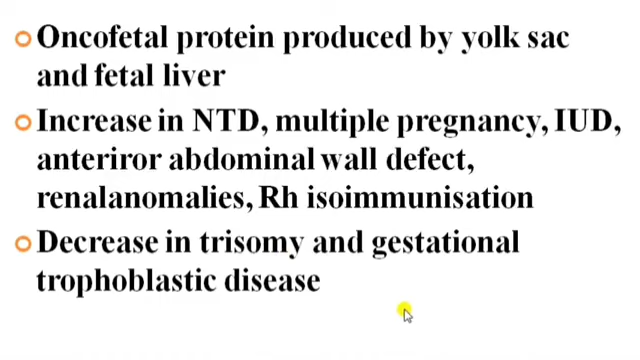 Oncofetal protein produced by yolk sac
and fetal liver
Increase in NTD, multiple pregnancy, IUD,
anteriror abdominal wall defect,
renalanomalies, Rh isoimmunisation
Decrease in trisomy and gestational
trophoblastic disease